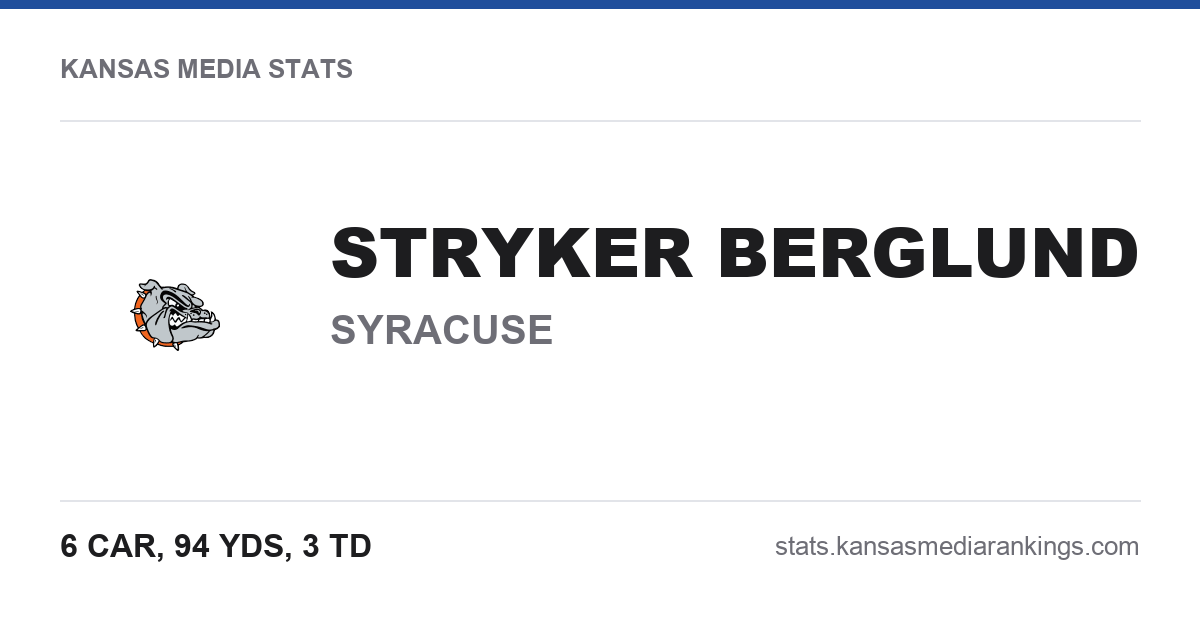 KANSAS MEDIA STATS
STRYKER BERGLUND
SYRACUSE
6 CAR, 94 YDS, 3 TD
stats.kansasmediarankings.com